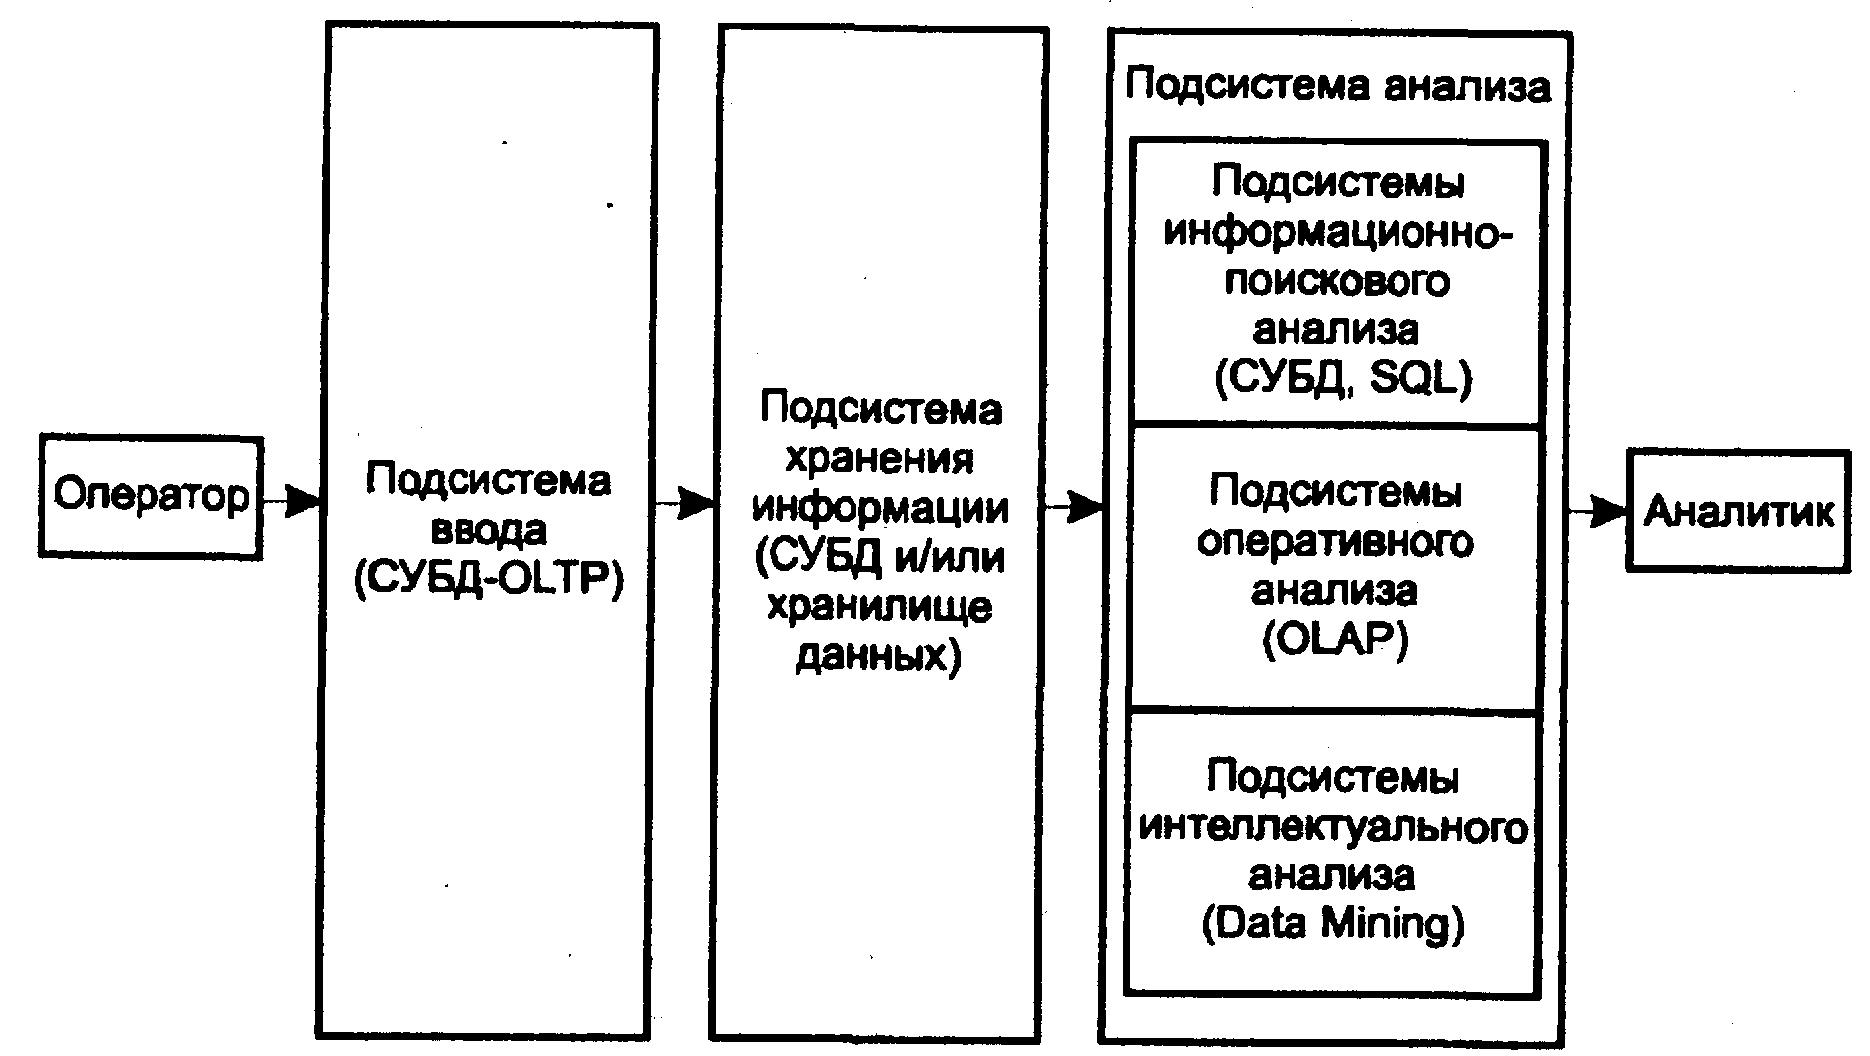 Оператор
Подсистема
ввода
(СУБД-OLTP)
Подсистема
хранения
информации
(СУБД и/или
хранилище
данных)
Подсистема анализа
Подсистемы
информационно-
поискового
анализа
(СУБД, SQL)
Подсистемы
оперативного
анализа
(OLAP)
Подсистемы
интеллектуального
анализа
(Data Mining)
Аналитик